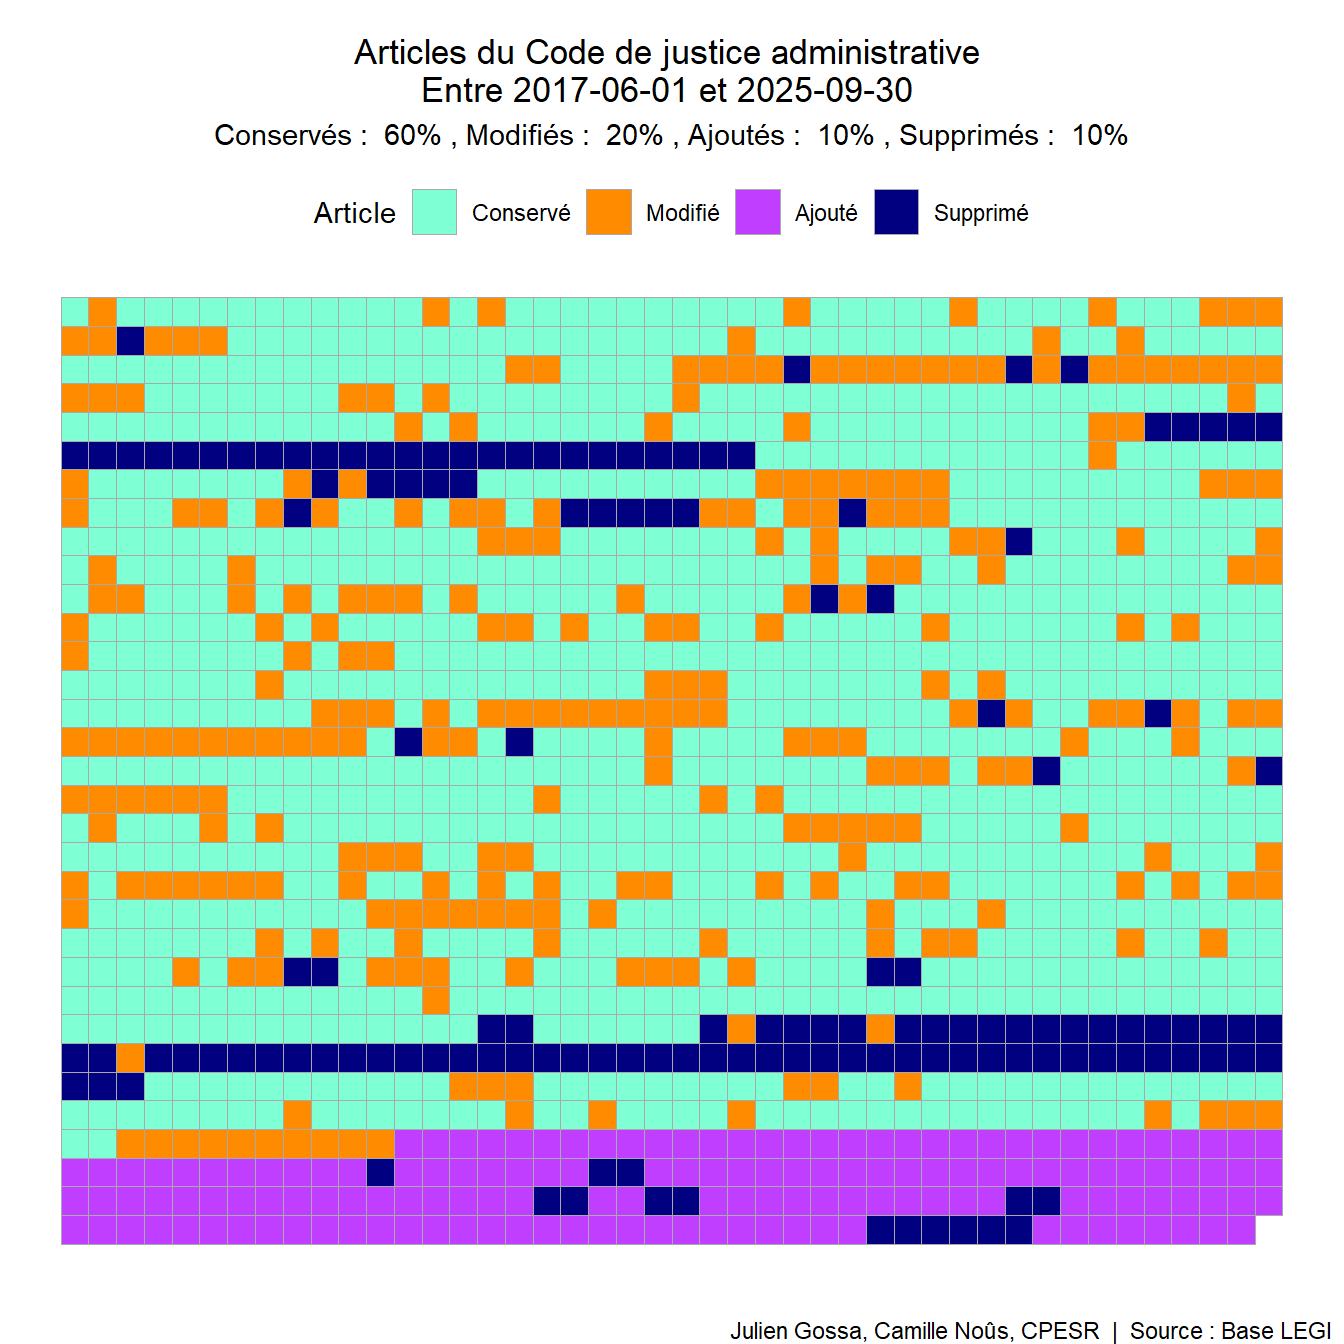 Articles du Code de justice administrative
Entre 2017-06-01 et 2025-09-30
Conservés :  60% , Modifiés :  20% , Ajoutés :  10% , Supprimés :  10%
Article Conservé Modifié Ajouté Supprimé
Julien Gossa, Camille Noûs, CPESR | Source : Base LEGI